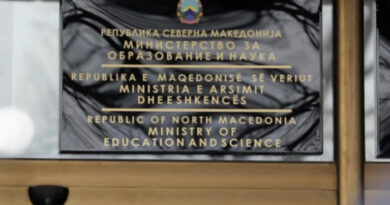 РЕПУБЛИКА СЕВЕРНА МАКЕДОНИЈА
МИНИСТЕРСТВО ЗА
ОБРАЗОВАНИЕ И НАУКА
REPUBLIKA E MAQEDONISË SË VERIUT
MINISTRIA E ARSIMIT
DHE ESHKENCËS
REPUBLIC OF NORTH MACEDONIA
MINISTRY OF
EDUCATION AND SCIENCE